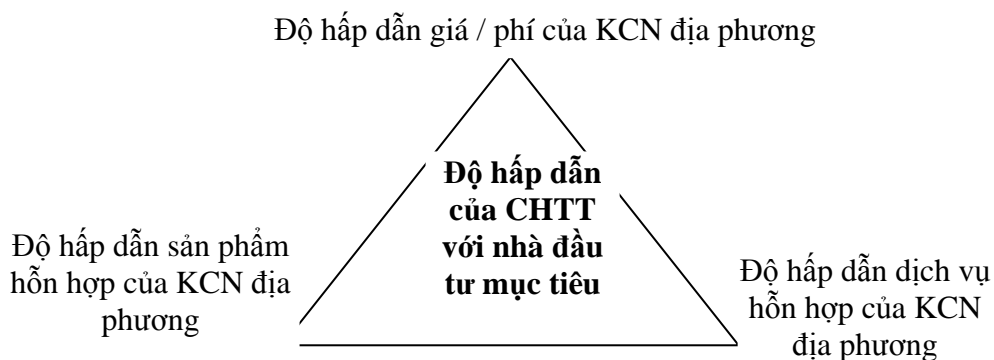 Độ hấp dẫn giá / phí của KCN địa phương
Độ hấp dẫn
của CHTT
với nhà đầu
tư mục tiêu
Độ hấp dẫn sản phẩm
hỗn hợp của KCN địa
phương
Độ hấp dẫn dịch vụ
hỗn hợp của KCN
địa phương